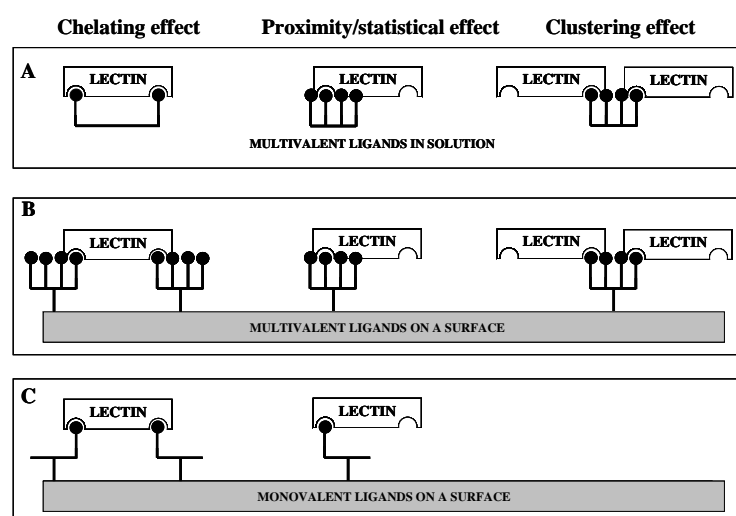 Chelating effect Proximity/statistical effect Clustering effect
A
LECTIN LECTIN LECTIN LECTIN
MULTIVALENT LIGANDS IN SOLUTION
B
LECTIN LECTIN LECTIN LECTIN
MULTIVALENT LIGANDS ON A SURFACE
C
LECTIN LECTIN
MONOVALENT LIGANDS ON A SURFACE